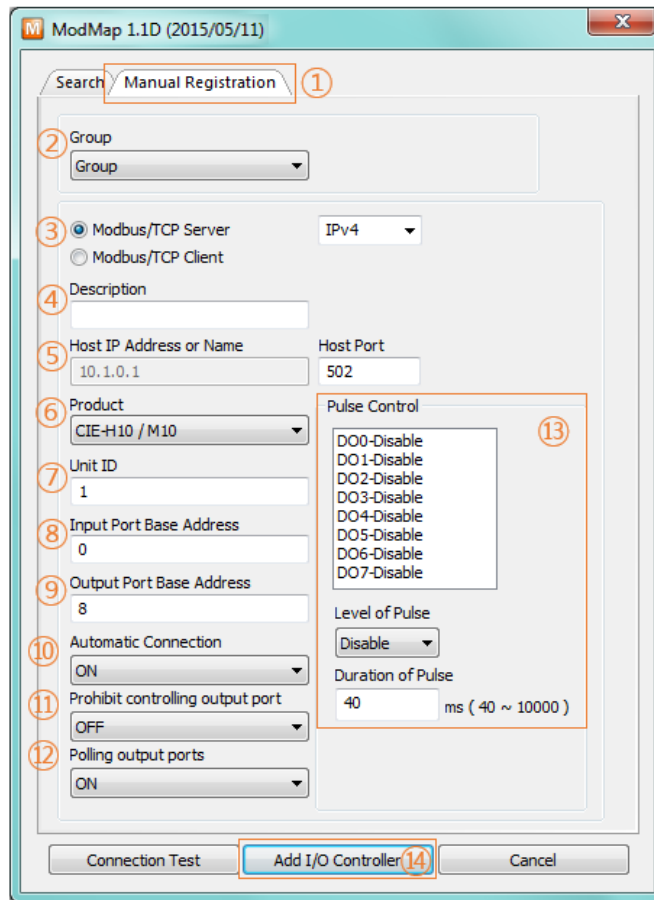 M ModMap 1.1D (2015/05/11) x
Search Manual Registration ①
② Group
Group
③ Modbus/TCP Server IPv4
Modbus/TCP Client
④ Description
⑤ Host IP Address or Name Host Port
10.1.0.1 502
⑥ Product Pulse Control ⑬
CIE-H10 / M10
DO0-Disable
DO1-Disable
DO2-Disable
DO3-Disable
DO4-Disable
DO5-Disable
DO6-Disable
DO7-Disable
⑦ Unit ID
1
⑧ Input Port Base Address
0
⑨ Output Port Base Address
8
Level of Pulse
Disable
⑩ Automatic Connection
ON
Duration of Pulse
40 ms ( 40 ~ 10000 )
⑪ Prohibit controlling output port
OFF
⑫ Polling output ports
ON
Connection Test Add I/O Controller ⑭ Cancel